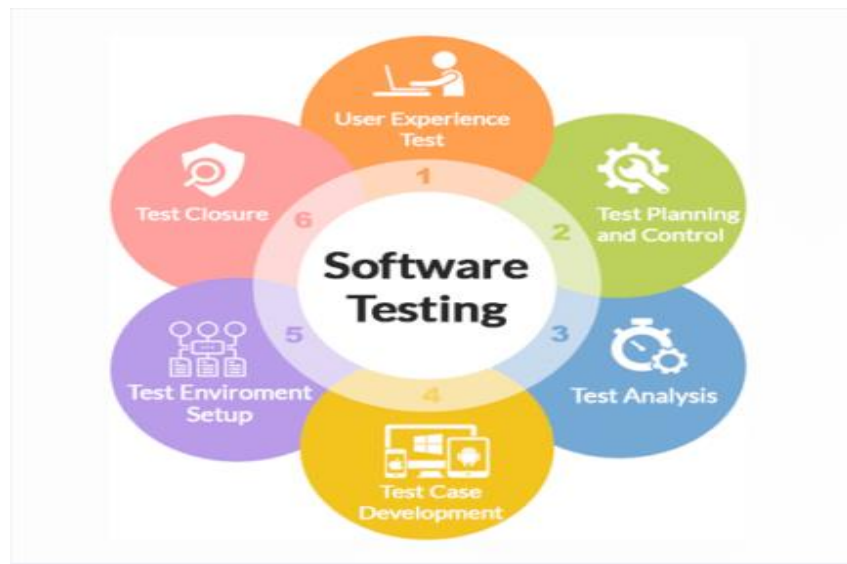 User Experience
Test
1
Test Planning
and Control
2
Test Analysis
3
Test Case
Development
4
Test Enviroment
Setup
5
Test Closure
6
Software
Testing